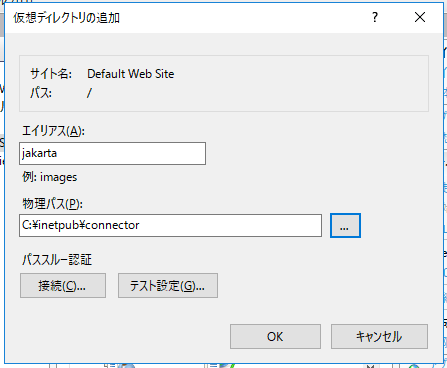 仮想ディレクトリの追加
?
サイト名: Default Web Site
パス: /
エイリアス(A):
jakarta
例: images
物理パス(P):
C:¥inetpub¥connector
...
パススルー認証
接続(C)...
テスト設定(G)...
OK
キャンセル